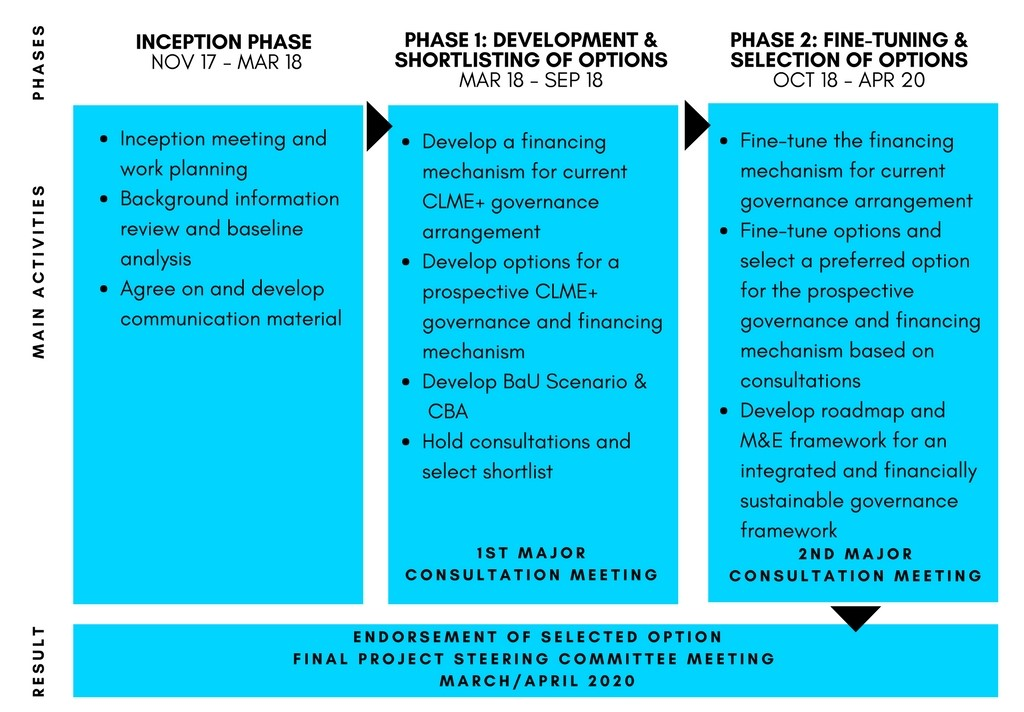 PHASES
INCEPTION PHASE
NOV 17 - MAR 18
PHASE 1: DEVELOPMENT &
SHORTLISTING OF OPTIONS
MAR 18 - SEP 18
PHASE 2: FINE-TUNING &
SELECTION OF OPTIONS
OCT 18 - APR 20
MAIN ACTIVITIES
• Inception meeting and
work planning
• Background information
review and baseline
analysis
• Agree on and develop
communication material
• Develop a financing
mechanism for current
CLME+ governance
arrangement
• Develop options for a
prospective CLME+
governance and financing
mechanism
• Develop BaU Scenario &
CBA
• Hold consultations and
select shortlist
1ST MAJOR
CONSULTATION MEETING
• Fine-tune the financing
mechanism for current
governance arrangement
• Fine-tune options and
select a preferred option
for the prospective
governance and financing
mechanism based on
consultations
• Develop roadmap and
M&E framework for an
integrated and financially
sustainable governance
framework
2ND MAJOR
CONSULTATION MEETING
RESULT
ENDORSEMENT OF SELECTED OPTION
FINAL PROJECT STEERING COMMITTEE MEETING
MARCH/APRIL 2020